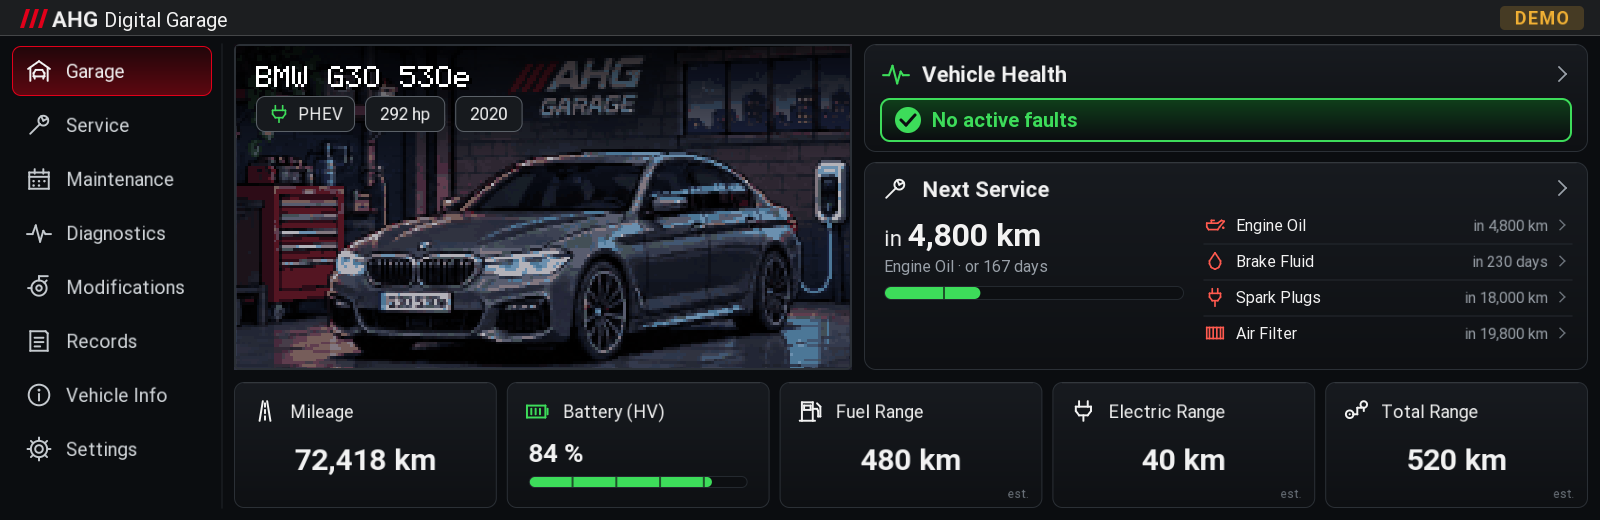 AHG Digital Garage
DEMO
Garage
Service
Maintenance
Diagnostics
Modifications
Records
Vehicle Info
Settings
BMW G30 530e
PHEV
292 hp
2020
AHG
GARAGE
Vehicle Health
No active faults
Next Service
in 4,800 km
Engine Oil · or 167 days
Engine Oil in 4,800 km
Brake Fluid in 230 days
Spark Plugs in 18,000 km
Air Filter in 19,800 km
Mileage
72,418 km
Battery (HV)
84 %
Fuel Range
480 km
est.
Electric Range
40 km
est.
Total Range
520 km
est.